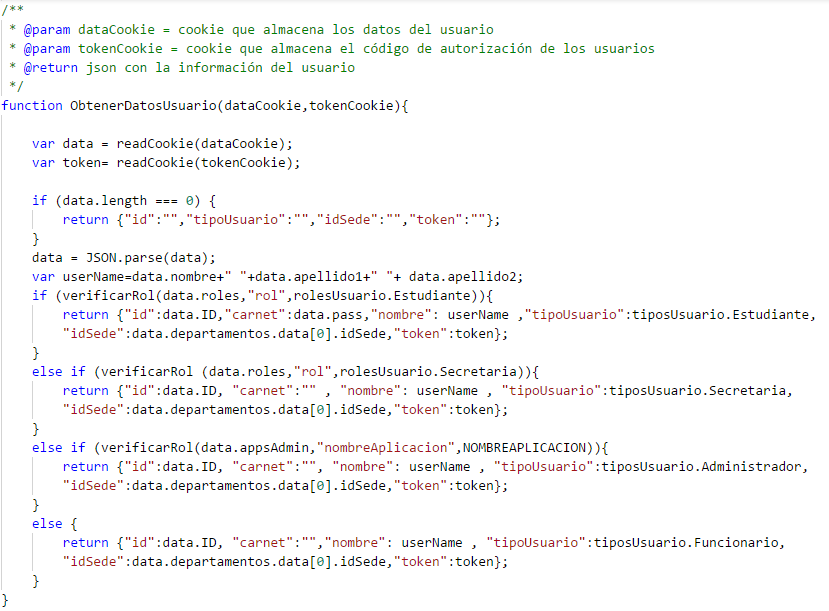 /**
 * @param dataCookie = cookie que almacena los datos del usuario
 * @param tokenCookie = cookie que almacena el código de autorización de los usuarios
 * @return json con la información del usuario
 */
function ObtenerDatosUsuario(dataCookie,tokenCookie){

    var data = readCookie(dataCookie);
    var token= readCookie(tokenCookie);

    if (data.length === 0) {
        return {"id":"","tipoUsuario":"","idSede":"","token":""};
    }
    data = JSON.parse(data);
    var userName=data.nombre+" "+data.apellido1+" "+ data.apellido2;
    if (verificarRol(data.roles,"rol",rolesUsuario.Estudiante)){
        return {"id":data.ID,"carnet":data.pass,"nombre": userName ,"tipoUsuario":tiposUsuario.Estudiante,
        "idSede":data.departamentos.data[0].idSede,"token":token};
    }
    else if (verificarRol (data.roles,"rol",rolesUsuario.Secretaria)){
        return {"id":data.ID, "carnet":"" , "nombre": userName , "tipoUsuario":tiposUsuario.Secretaria,
        "idSede":data.departamentos.data[0].idSede,"token":token};
    }
    else if (verificarRol(data.appsAdmin,"nombreAplicacion",NOMBREAPLICACION)){
        return {"id":data.ID, "carnet":"", "nombre": userName , "tipoUsuario":tiposUsuario.Administrador,
        "idSede":data.departamentos.data[0].idSede,"token":token};
    }
    else {
        return {"id":data.ID, "carnet":"","nombre": userName , "tipoUsuario":tiposUsuario.Funcionario,
        "idSede":data.departamentos.data[0].idSede,"token":token};
    }
}